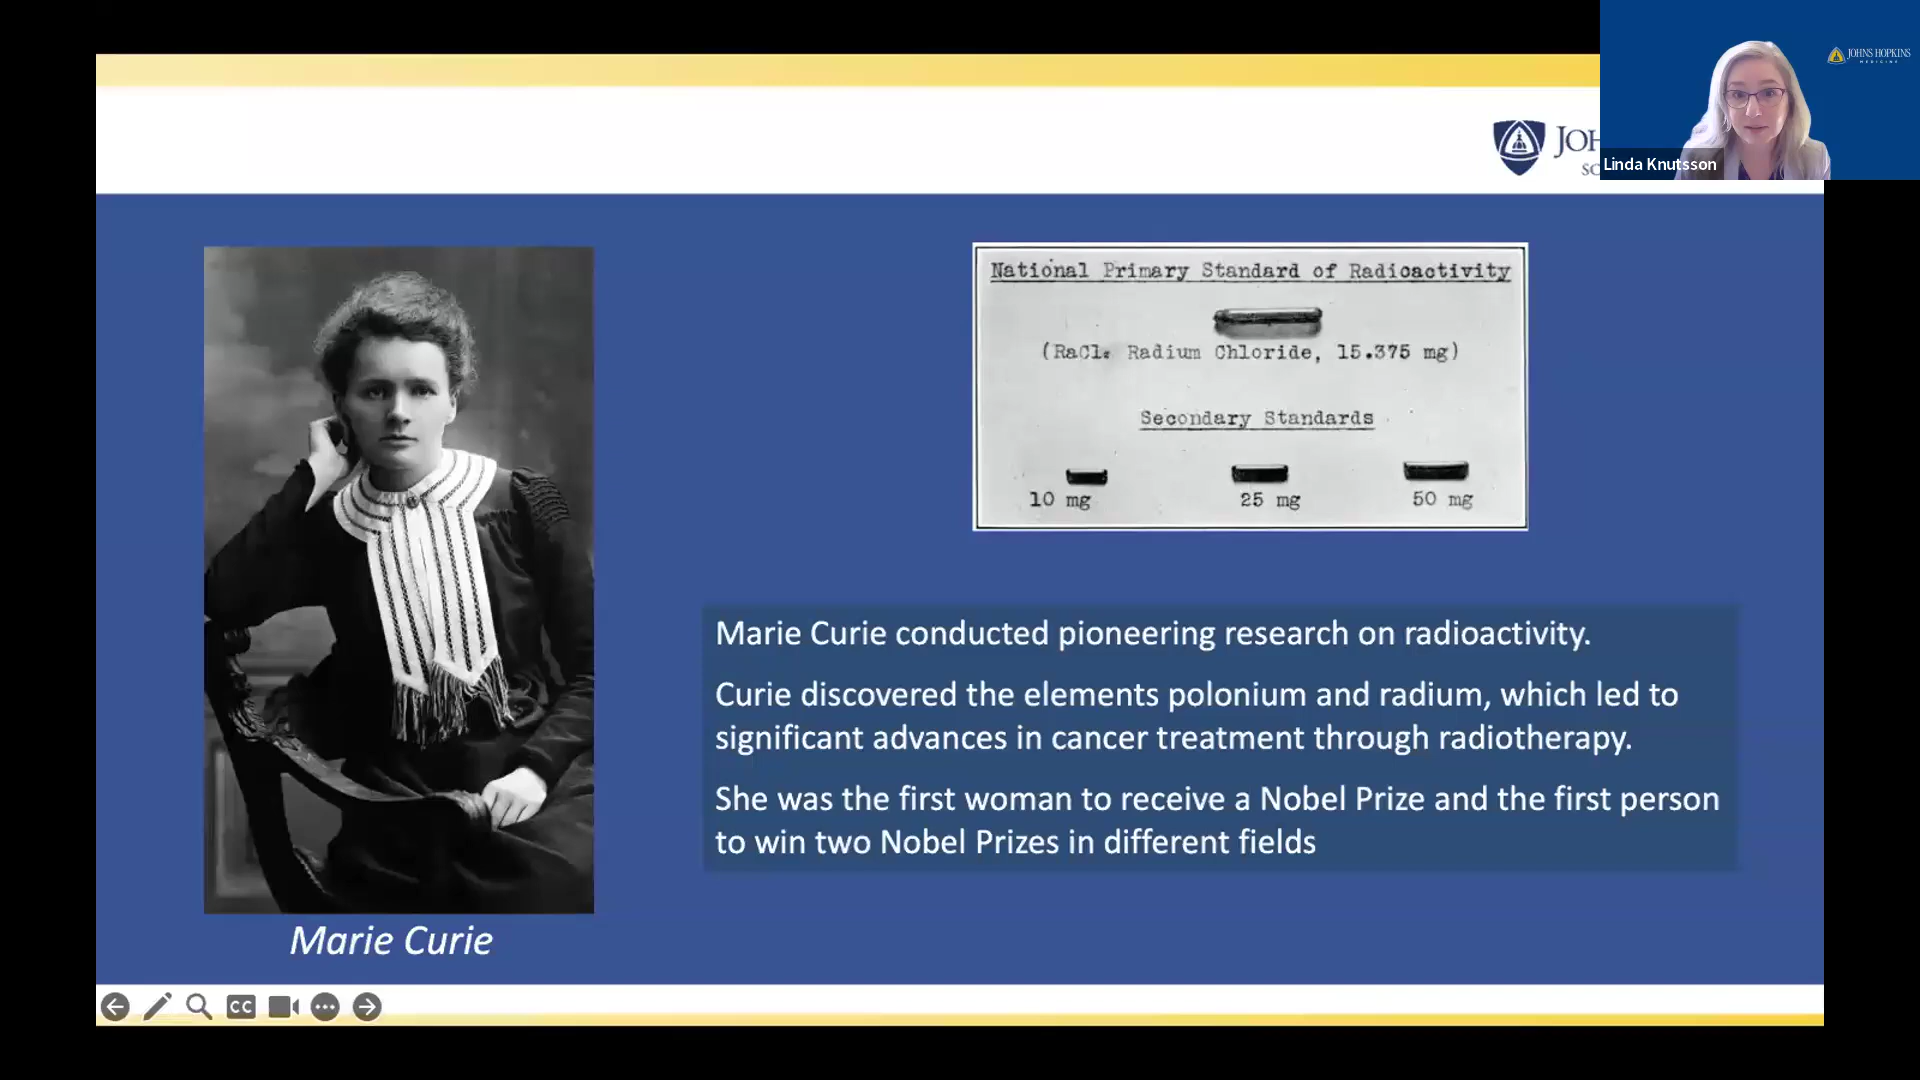 JOHNS HOPKINS
MEDICINE
Linda Knutsson
National Primary Standard of Radioactivity
(RaCl₂ Radium Chloride, 15.375 mg)
Secondary Standards
10 mg 25 mg 50 mg
Marie Curie conducted pioneering research on radioactivity.
Curie discovered the elements polonium and radium, which led to
significant advances in cancer treatment through radiotherapy.
She was the first woman to receive a Nobel Prize and the first person
to win two Nobel Prizes in different fields
Marie Curie
CC